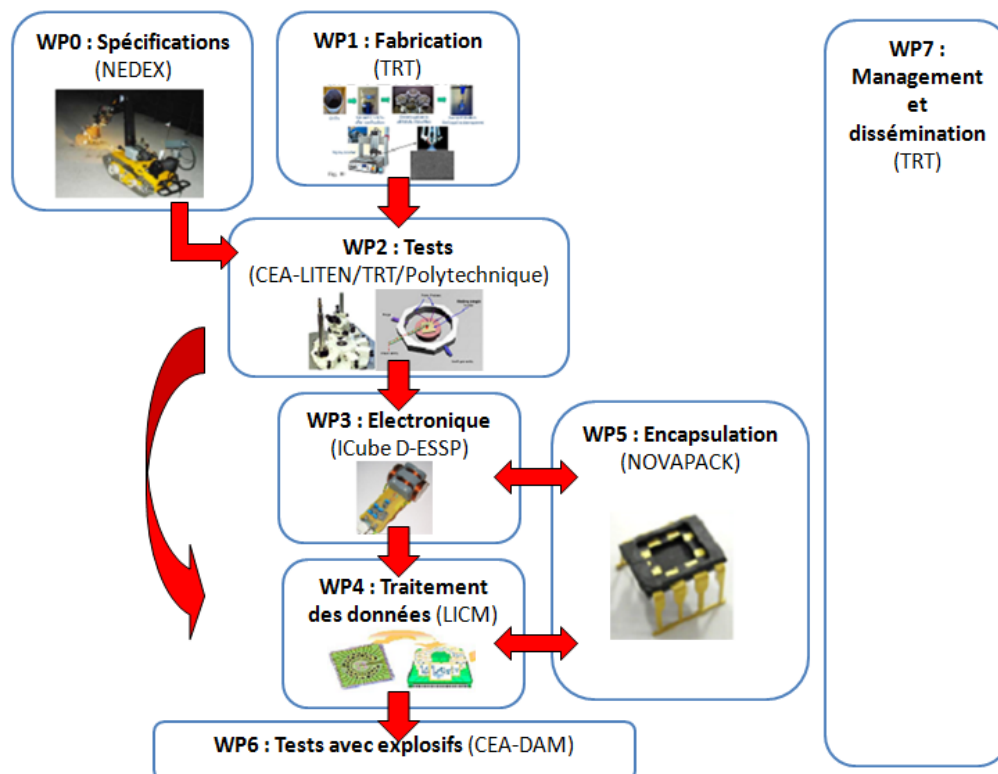 WP0 : Spécifications
(NEDEX)
WP1 : Fabrication
(TRT)
WP7 :
Management
et
dissémination
(TRT)
WP2 : Tests
(CEA-LITEN/TRT/Polytechnique)
WP3 : Electronique
(ICube D-ESSP)
WP5 : Encapsulation
(NOVAPACK)
WP4 : Traitement
des données (LICM)
WP6 : Tests avec explosifs (CEA-DAM)